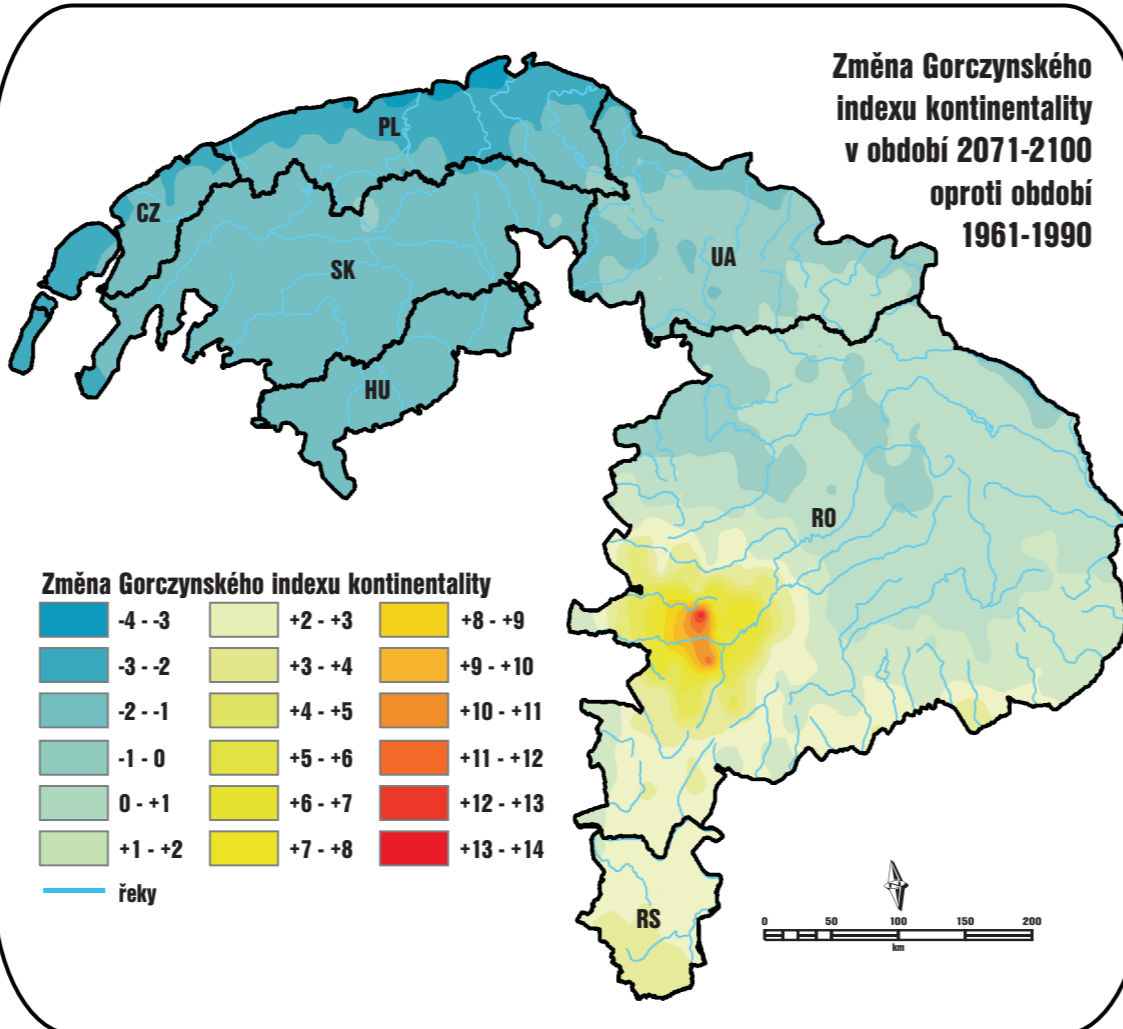 Změna Gorczynského
indexu kontinentality
v období 2071-2100
oproti období
1961-1990
PL
CZ
SK
UA
HU
RO
RS
Změna Gorczynského indexu kontinentality
-4 - -3
-3 - -2
-2 - -1
-1 - 0
0 - +1
+1 - +2
+2 - +3
+3 - +4
+4 - +5
+5 - +6
+6 - +7
+7 - +8
+8 - +9
+9 - +10
+10 - +11
+11 - +12
+12 - +13
+13 - +14
řeky
0 50 100 150 200
km